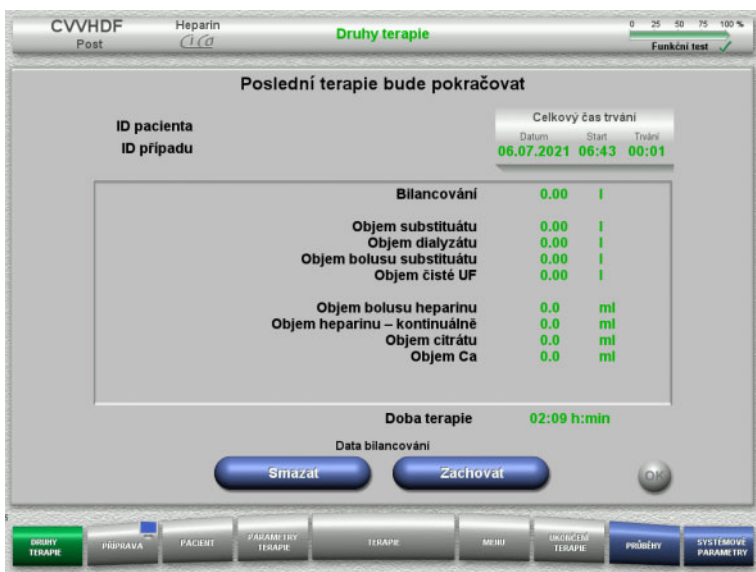 CVVHDF Heparin Druhy terapie 0 25 50 75 100 %
Post CiCa Funkční test
Poslední terapie bude pokračovat
Celkový čas trvání
ID pacienta
Datum Start Trvání
ID případu
06.07.2021 06:43 00:01
Bilancování 0.00 l
Objem substituátu 0.00 l
Objem dialyzátu 0.00 l
Objem bolusu substituátu 0.00 l
Objem čisté UF 0.00 l
Objem bolusu heparinu 0.0 ml
Objem heparinu – kontinuálně 0.0 ml
Objem citrátu 0.0 ml
Objem Ca 0.0 ml
Doba terapie 02:09 h:min
Data bilancování
Smazat Zachovat OK
DRUHY TERAPIE PŘÍPRAVA PACIENT PARAMETRY TERAPIE TERAPIE MENU UKONČENÍ TERAPIE PRŮBĚHY SYSTÉMOVÉ PARAMETRY